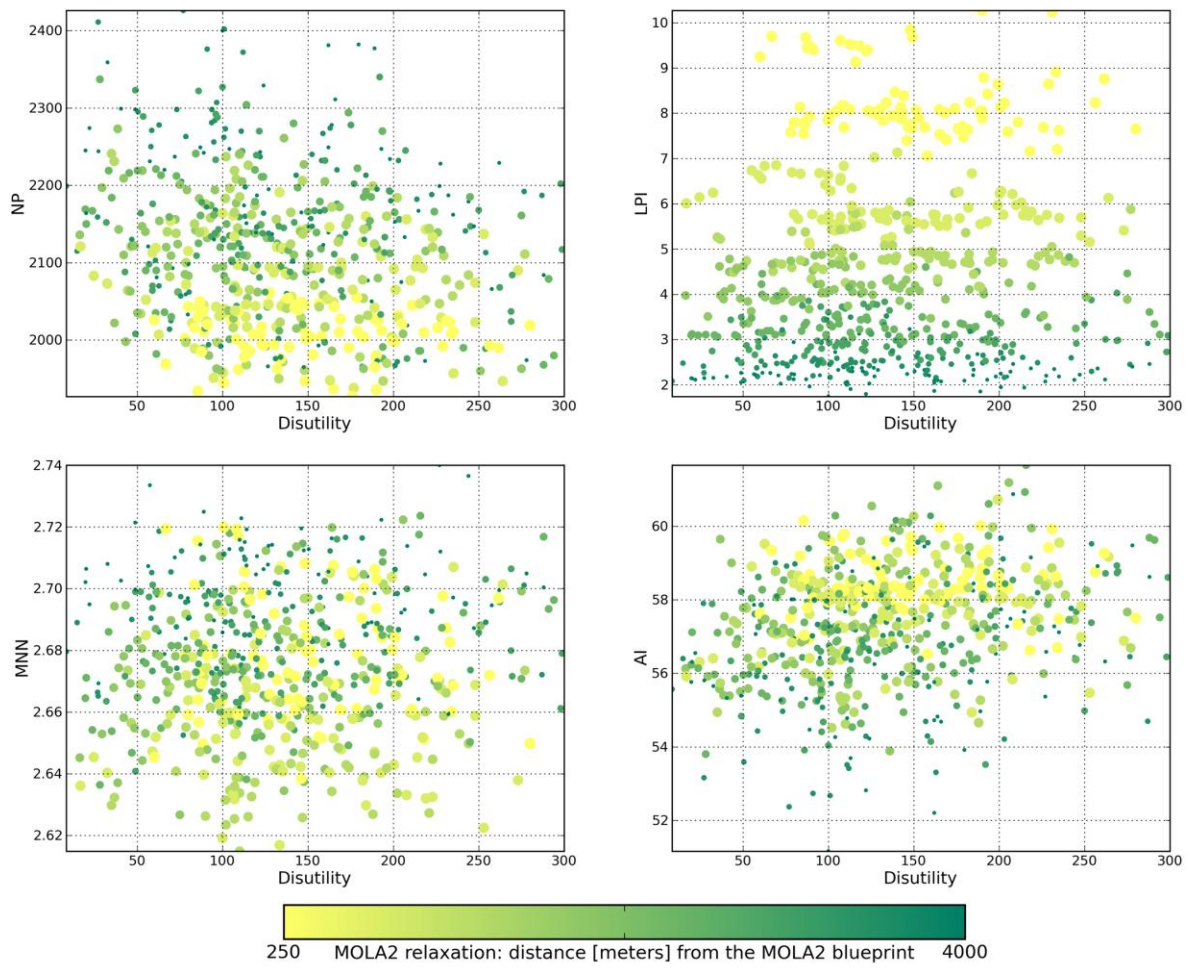 2400
2300
2200
2100
2000
NP
50 100 150 200 250 300
Disutility
10
9
8
7
6
5
4
3
2
LPI
50 100 150 200 250 300
Disutility
2.74
2.72
2.70
2.68
2.66
2.64
2.62
MNN
50 100 150 200 250 300
Disutility
60
58
56
54
52
AI
50 100 150 200 250 300
Disutility
250 MOLA2 relaxation: distance [meters] from the MOLA2 blueprint 4000